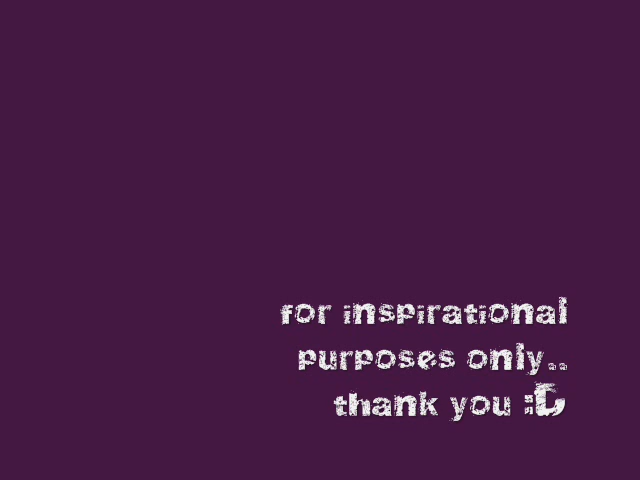 for inspirational
purposes only..
thank you :D